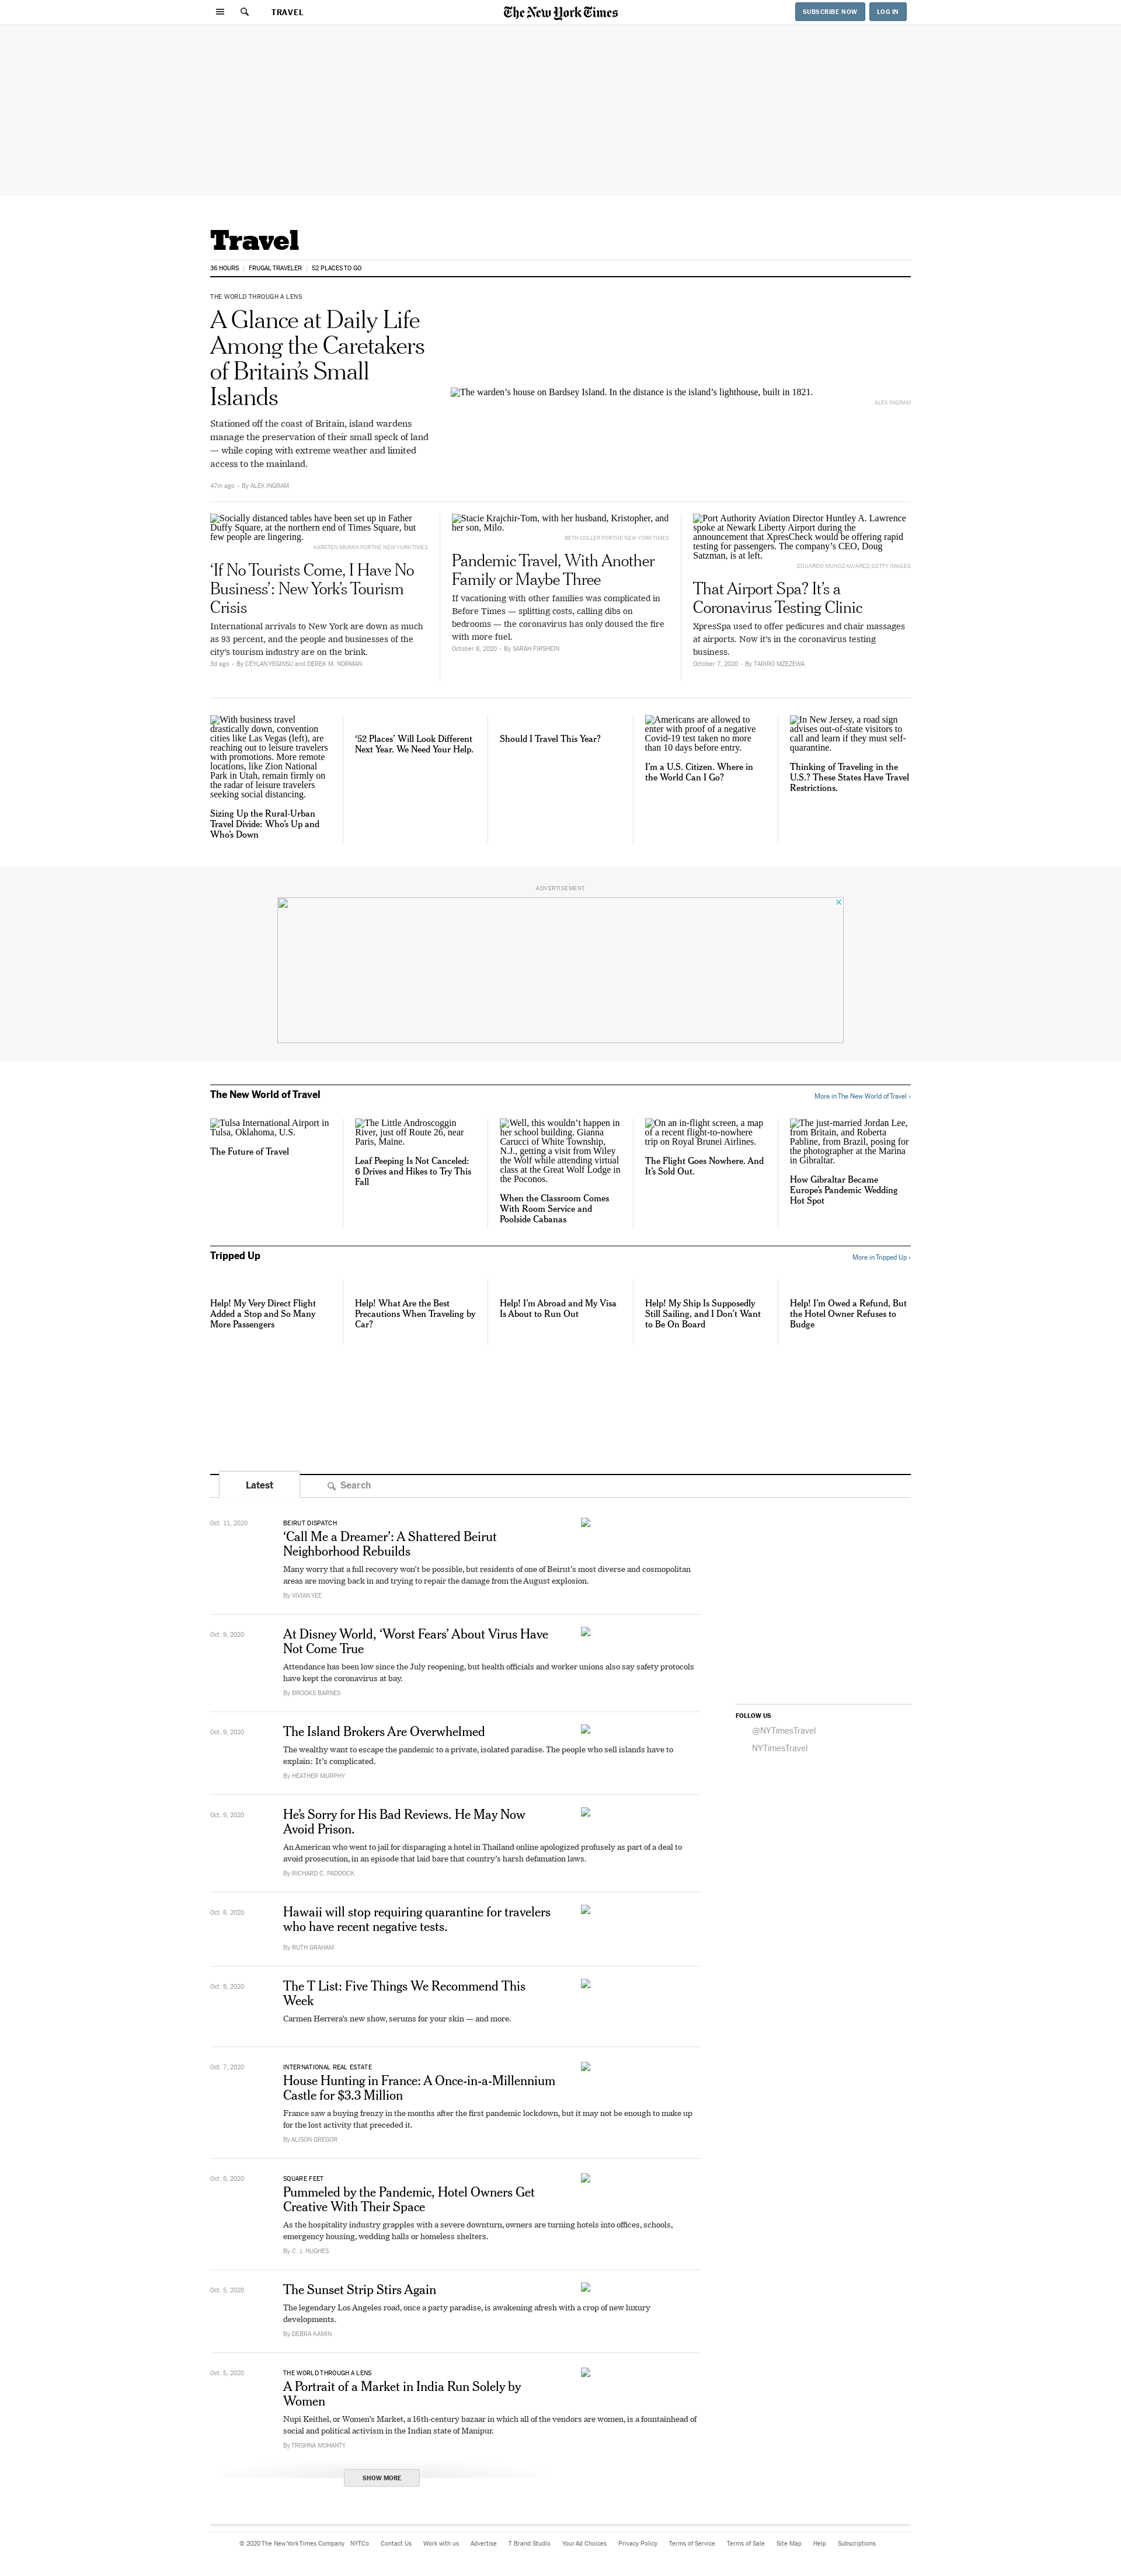 TRAVEL
The New York Times
SUBSCRIBE NOW
LOG IN
Travel
36 HOURS
FRUGAL TRAVELER
52 PLACES TO GO
THE WORLD THROUGH A LENS
A Glance at Daily Life
Among the Caretakers
of Britain’s Small
Islands
Stationed off the coast of Britain, island wardens
manage the preservation of their small speck of land
— while coping with extreme weather and limited
access to the mainland.
47m ago • By ALEX INGRAM
The warden’s house on Bardsey Island. In the distance is the island’s lighthouse, built in 1821.
ALEX INGRAM
Socially distanced tables have been set up in Father
Duffy Square, at the northern end of Times Square, but
few people are lingering.
KARSTEN MORAN FOR THE NEW YORK TIMES
‘If No Tourists Come, I Have No
Business’: New York’s Tourism
Crisis
International arrivals to New York are down as much
as 93 percent, and the people and businesses of the
city’s tourism industry are on the brink.
3d ago • By CEYLAN YEGINSU and DEREK M. NORMAN
Stacie Krajchir-Tom, with her husband, Kristopher, and
her son, Milo.
BETH COLLER FOR THE NEW YORK TIMES
Pandemic Travel, With Another
Family or Maybe Three
If vacationing with other families was complicated in
Before Times — splitting costs, calling dibs on
bedrooms — the coronavirus has only doused the fire
with more fuel.
October 8, 2020 • By SARAH FIRSHEIN
Port Authority Aviation Director Huntley A. Lawrence
spoke at Newark Liberty Airport during the
announcement that XpresCheck would be offering rapid
testing for passengers. The company’s CEO, Doug
Satzman, is at left.
EDUARDO MUNOZ ALVAREZ/GETTY IMAGES
That Airport Spa? It’s a
Coronavirus Testing Clinic
XpresSpa used to offer pedicures and chair massages
at airports. Now it’s in the coronavirus testing
business.
October 7, 2020 • By TARIRO MZEZEWA
With business travel
drastically down, convention
cities like Las Vegas (left), are
reaching out to leisure travelers
with promotions. More remote
locations, like Zion National
Park in Utah, remain firmly on
the radar of leisure travelers
seeking social distancing.
Sizing Up the Rural-Urban
Travel Divide: Who’s Up and
Who’s Down
‘52 Places’ Will Look Different
Next Year. We Need Your Help.
Should I Travel This Year?
Americans are allowed to
enter with proof of a negative
Covid-19 test taken no more
than 10 days before entry.
I’m a U.S. Citizen. Where in
the World Can I Go?
In New Jersey, a road sign
advises out-of-state visitors to
call and learn if they must self-
quarantine.
Thinking of Traveling in the
U.S.? These States Have Travel
Restrictions.
ADVERTISEMENT
The New World of Travel
More in The New World of Travel ›
Tulsa International Airport in
Tulsa, Oklahoma, U.S.
The Future of Travel
The Little Androscoggin
River, just off Route 26, near
Paris, Maine.
Leaf Peeping Is Not Canceled:
6 Drives and Hikes to Try This
Fall
Well, this wouldn’t happen in
her school building. Gianna
Carucci of White Township,
N.J., getting a visit from Wiley
the Wolf while attending virtual
class at the Great Wolf Lodge in
the Poconos.
When the Classroom Comes
With Room Service and
Poolside Cabanas
On an in-flight screen, a map
of a recent flight-to-nowhere
trip on Royal Brunei Airlines.
The Flight Goes Nowhere. And
It’s Sold Out.
The just-married Jordan Lee,
from Britain, and Roberta
Pabline, from Brazil, posing for
the photographer at the Marina
in Gibraltar.
How Gibraltar Became
Europe’s Pandemic Wedding
Hot Spot
Tripped Up
More in Tripped Up ›
Help! My Very Direct Flight
Added a Stop and So Many
More Passengers
Help! What Are the Best
Precautions When Traveling by
Car?
Help! I’m Abroad and My Visa
Is About to Run Out
Help! My Ship Is Supposedly
Still Sailing, and I Don’t Want
to Be On Board
Help! I’m Owed a Refund, But
the Hotel Owner Refuses to
Budge
Latest
Search
Oct. 11, 2020
BEIRUT DISPATCH
‘Call Me a Dreamer’: A Shattered Beirut
Neighborhood Rebuilds
Many worry that a full recovery won’t be possible, but residents of one of Beirut’s most diverse and cosmopolitan
areas are moving back in and trying to repair the damage from the August explosion.
By VIVIAN YEE
Oct. 9, 2020
At Disney World, ‘Worst Fears’ About Virus Have
Not Come True
Attendance has been low since the July reopening, but health officials and worker unions also say safety protocols
have kept the coronavirus at bay.
By BROOKS BARNES
FOLLOW US
@NYTimesTravel
NYTimesTravel
Oct. 9, 2020
The Island Brokers Are Overwhelmed
The wealthy want to escape the pandemic to a private, isolated paradise. The people who sell islands have to
explain: It’s complicated.
By HEATHER MURPHY
Oct. 9, 2020
He’s Sorry for His Bad Reviews. He May Now
Avoid Prison.
An American who went to jail for disparaging a hotel in Thailand online apologized profusely as part of a deal to
avoid prosecution, in an episode that laid bare that country’s harsh defamation laws.
By RICHARD C. PADDOCK
Oct. 8, 2020
Hawaii will stop requiring quarantine for travelers
who have recent negative tests.
By RUTH GRAHAM
Oct. 8, 2020
The T List: Five Things We Recommend This
Week
Carmen Herrera’s new show, serums for your skin — and more.
Oct. 7, 2020
INTERNATIONAL REAL ESTATE
House Hunting in France: A Once-in-a-Millennium
Castle for $3.3 Million
France saw a buying frenzy in the months after the first pandemic lockdown, but it may not be enough to make up
for the lost activity that preceded it.
By ALISON GREGOR
Oct. 6, 2020
SQUARE FEET
Pummeled by the Pandemic, Hotel Owners Get
Creative With Their Space
As the hospitality industry grapples with a severe downturn, owners are turning hotels into offices, schools,
emergency housing, wedding halls or homeless shelters.
By C. J. HUGHES
Oct. 5, 2020
The Sunset Strip Stirs Again
The legendary Los Angeles road, once a party paradise, is awakening afresh with a crop of new luxury
developments.
By DEBRA KAMIN
Oct. 5, 2020
THE WORLD THROUGH A LENS
A Portrait of a Market in India Run Solely by
Women
Nupi Keithel, or Women’s Market, a 16th-century bazaar in which all of the vendors are women, is a fountainhead of
social and political activism in the Indian state of Manipur.
By TRISHNA MOHANTY
SHOW MORE
© 2020 The New York Times Company NYTCo Contact Us Work with us Advertise T Brand Studio Your Ad Choices Privacy Policy Terms of Service Terms of Sale Site Map Help Subscriptions